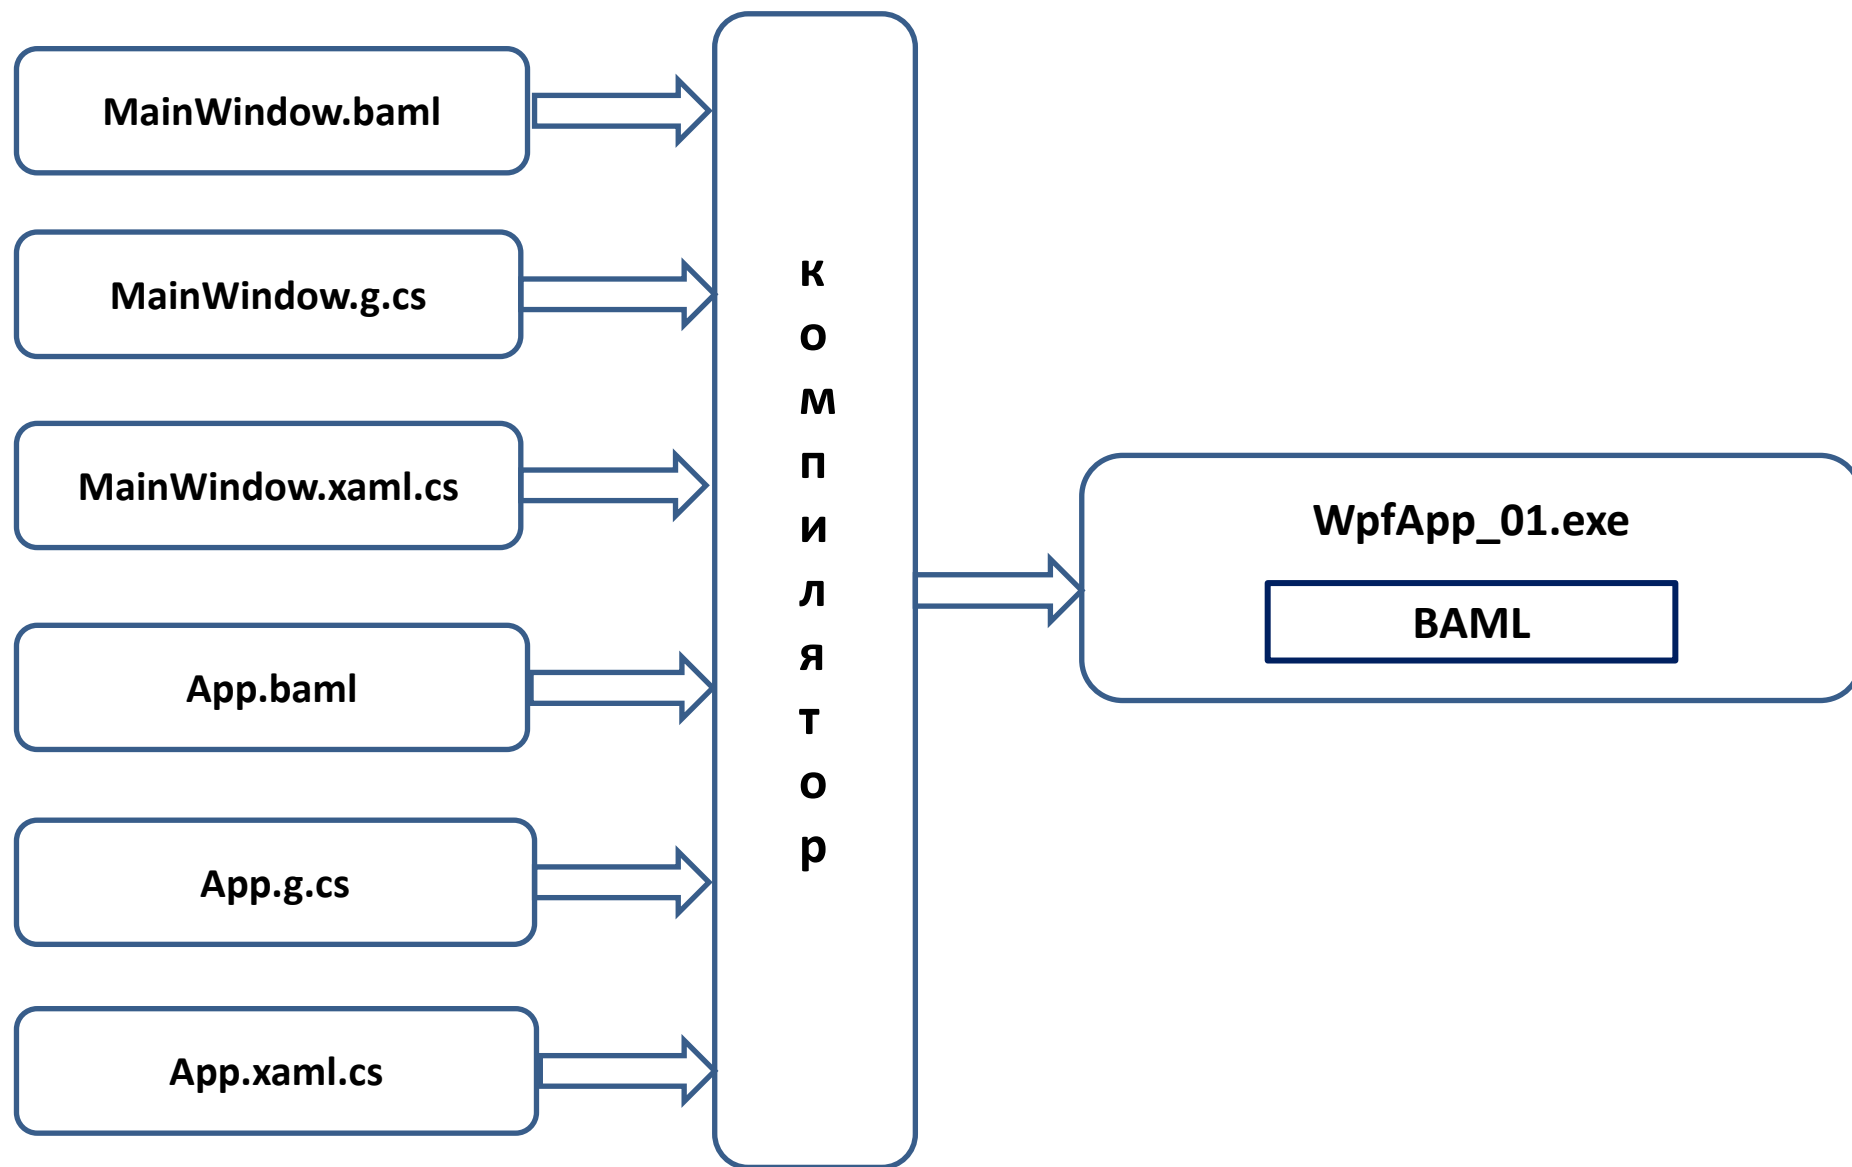 MainWindow.baml
MainWindow.g.cs
MainWindow.xaml.cs
App.baml
App.g.cs
App.xaml.cs
к
о
м
п
и
л
я
т
о
р
WpfApp_01.exe
BAML